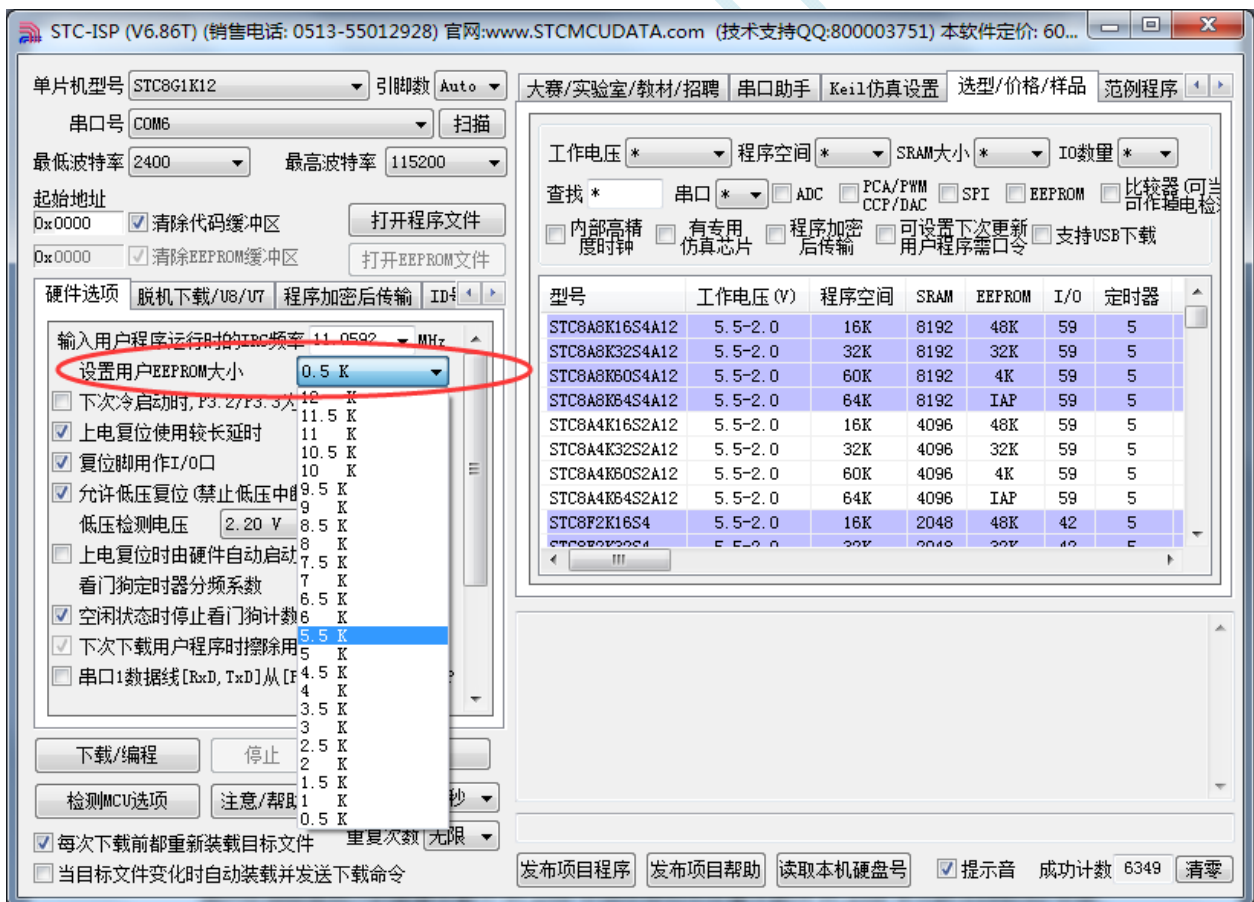 STC-ISP (V6.86T) (销售电话: 0513-55012928) 官网:www.STCMCUDATA.com (技术支持QQ:800003751) 本软件定价: 60...
单片机型号 STC8G1K12 引脚数 Auto
串口号 COM6 扫描
最低波特率 2400 最高波特率 115200
起始地址
0x0000 清除代码缓冲区 打开程序文件
0x0000 清除EEPROM缓冲区 打开EEPROM文件
硬件选项 脱机下载/U8/U7 程序加密后传输
输入用户程序运行时的IRC频率 11.0592 MHz
设置用户EEPROM大小 0.5 K
下次冷启动时,P3.2/P3.3为
上电复位使用较长延时
复位脚用作I/O口
允许低压复位(禁止低压中
低压检测电压 2.20 V
上电复位时由硬件自动启动
看门狗定时器分频系数
空闲状态时停止看门狗计数
下次下载用户程序时擦除用
串口1数据线[RxD,TxD]从[P
12 K
11.5 K
11 K
10.5 K
10 K
9.5 K
9 K
8.5 K
8 K
7.5 K
7 K
6.5 K
6 K
5.5 K
5 K
4.5 K
4 K
3.5 K
3 K
2.5 K
2 K
1.5 K
1 K
0.5 K
下载/编程 停止
检测MCU选项 注意/帮助 秒
每次下载前都重新装载目标文件 重复次数 无限
当目标文件变化时自动装载并发送下载命令
大赛/实验室/教材/招聘 串口助手 Keil仿真设置 选型/价格/样品 范例程序
工作电压 * 程序空间 * SRAM大小 * IO数量 *
查找 * 串口 * ADC PCA/PWM CCP/DAC SPI EEPROM 比较器(可当 可作掉电检
内部高精度时钟 有专用仿真芯片 程序加密后传输 可设置下次更新用户程序需口令 支持USB下载
型号 工作电压(V) 程序空间 SRAM EEPROM I/O 定时器
STC8A8K16S4A12 5.5-2.0 16K 8192 48K 59 5
STC8A8K32S4A12 5.5-2.0 32K 8192 32K 59 5
STC8A8K60S4A12 5.5-2.0 60K 8192 4K 59 5
STC8A8K64S4A12 5.5-2.0 64K 8192 IAP 59 5
STC8A4K16S2A12 5.5-2.0 16K 4096 48K 59 5
STC8A4K32S2A12 5.5-2.0 32K 4096 32K 59 5
STC8A4K60S2A12 5.5-2.0 60K 4096 4K 59 5
STC8A4K64S2A12 5.5-2.0 64K 4096 IAP 59 5
STC8F2K16S4 5.5-2.0 16K 2048 48K 42 5
STC8F2K32S4 5.5-2.0 32K 2048 32K 42 5
发布项目程序 发布项目帮助 读取本机硬盘号 提示音 成功计数 6349 清零